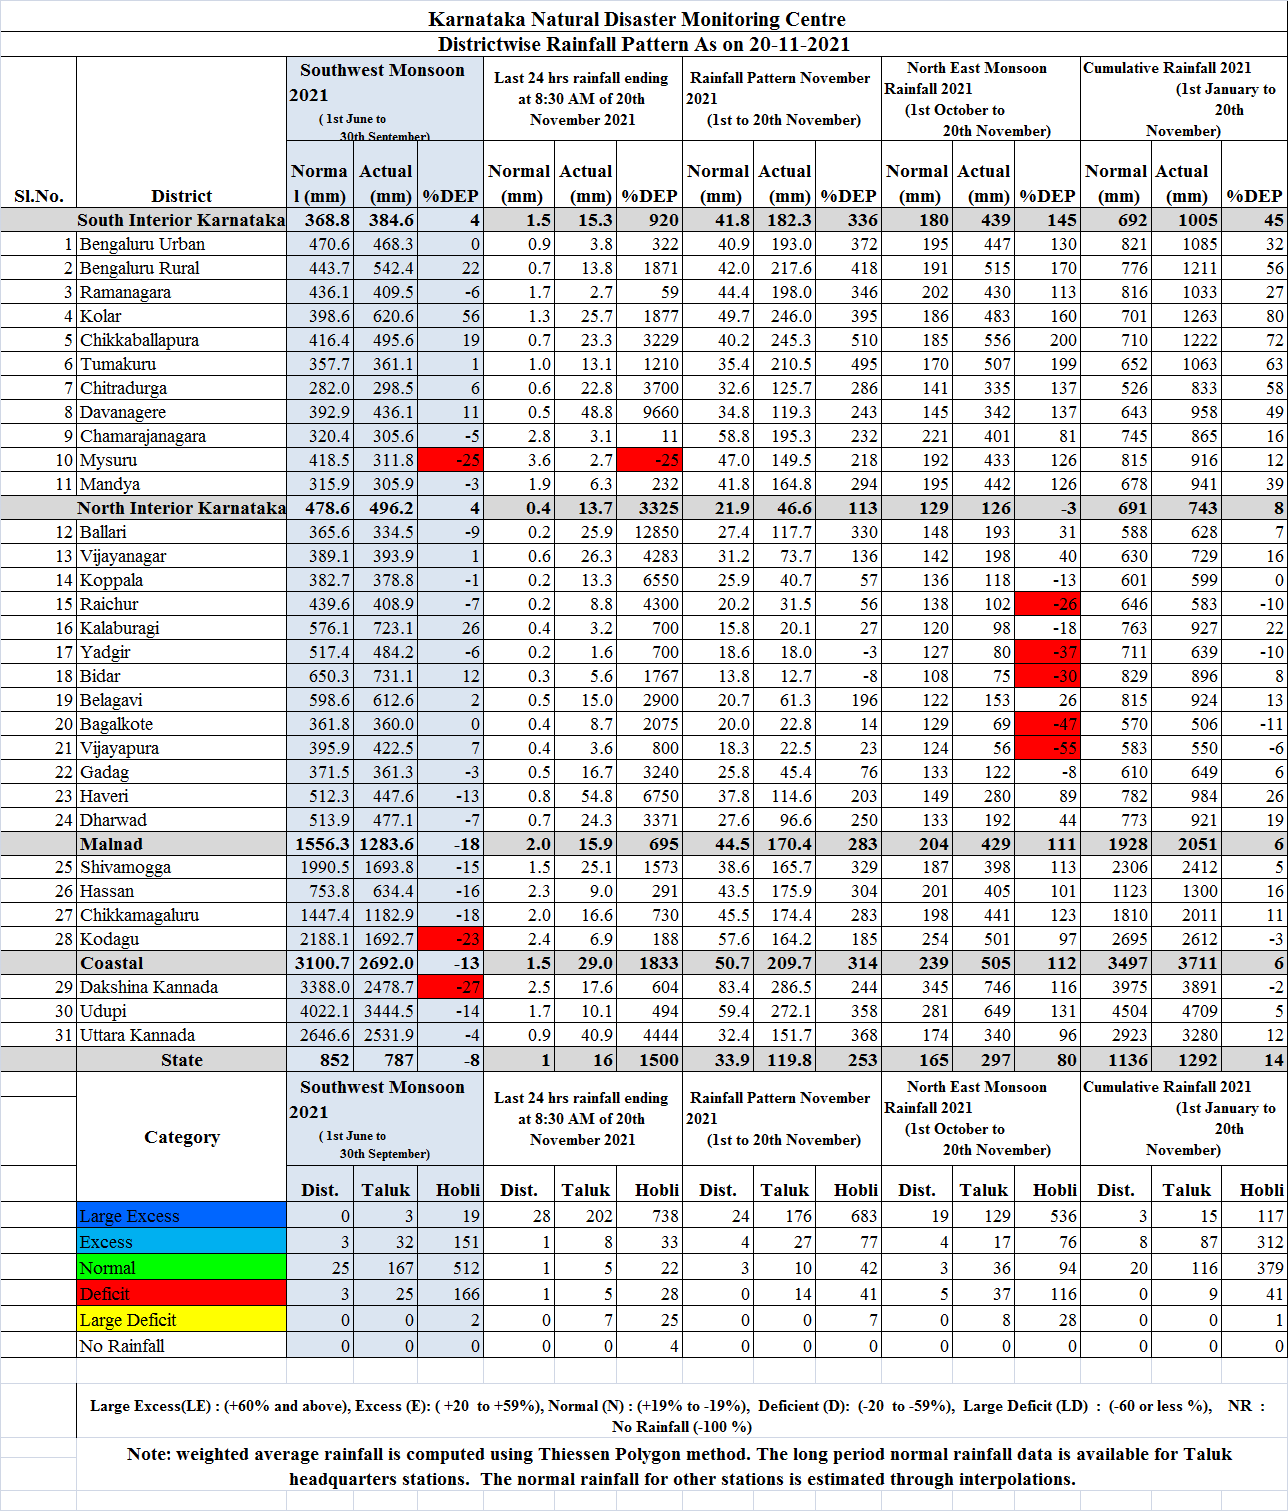 Karnataka Natural Disaster Monitoring Centre
Districtwise Rainfall Pattern As on 20-11-2021
Southwest Monsoon 2021 ( 1st June to 30th September) Last 24 hrs rainfall ending at 8:30 AM of 20th November 2021 Rainfall Pattern November 2021 (1st to 20th November) North East Monsoon Rainfall 2021 (1st October to 20th November) Cumulative Rainfall 2021 (1st January to 20th November)
Sl.No. District Normal (mm) Actual (mm) %DEP Normal (mm) Actual (mm) %DEP Normal (mm) Actual (mm) %DEP Normal (mm) Actual (mm) %DEP Normal (mm) Actual (mm) %DEP
South Interior Karnataka 368.8 384.6 4 1.5 15.3 920 41.8 182.3 336 180 439 145 692 1005 45
1 Bengaluru Urban 470.6 468.3 0 0.9 3.8 322 40.9 193.0 372 195 447 130 821 1085 32
2 Bengaluru Rural 443.7 542.4 22 0.7 13.8 1871 42.0 217.6 418 191 515 170 776 1211 56
3 Ramanagara 436.1 409.5 -6 1.7 2.7 59 44.4 198.0 346 202 430 113 816 1033 27
4 Kolar 398.6 620.6 56 1.3 25.7 1877 49.7 246.0 395 186 483 160 701 1263 80
5 Chikkaballapura 416.4 495.6 19 0.7 23.3 3229 40.2 245.3 510 185 556 200 710 1222 72
6 Tumakuru 357.7 361.1 1 1.0 13.1 1210 35.4 210.5 495 170 507 199 652 1063 63
7 Chitradurga 282.0 298.5 6 0.6 22.8 3700 32.6 125.7 286 141 335 137 526 833 58
8 Davanagere 392.9 436.1 11 0.5 48.8 9660 34.8 119.3 243 145 342 137 643 958 49
9 Chamarajanagara 320.4 305.6 -5 2.8 3.1 11 58.8 195.3 232 221 401 81 745 865 16
10 Mysuru 418.5 311.8 -25 3.6 2.7 -25 47.0 149.5 218 192 433 126 815 916 12
11 Mandya 315.9 305.9 -3 1.9 6.3 232 41.8 164.8 294 195 442 126 678 941 39
North Interior Karnataka 478.6 496.2 4 0.4 13.7 3325 21.9 46.6 113 129 126 -3 691 743 8
12 Ballari 365.6 334.5 -9 0.2 25.9 12850 27.4 117.7 330 148 193 31 588 628 7
13 Vijayanagar 389.1 393.9 1 0.6 26.3 4283 31.2 73.7 136 142 198 40 630 729 16
14 Koppala 382.7 378.8 -1 0.2 13.3 6550 25.9 40.7 57 136 118 -13 601 599 0
15 Raichur 439.6 408.9 -7 0.2 8.8 4300 20.2 31.5 56 138 102 -26 646 583 -10
16 Kalaburagi 576.1 723.1 26 0.4 3.2 700 15.8 20.1 27 120 98 -18 763 927 22
17 Yadgir 517.4 484.2 -6 0.2 1.6 700 18.6 18.0 -3 127 80 -37 711 639 -10
18 Bidar 650.3 731.1 12 0.3 5.6 1767 13.8 12.7 -8 108 75 -30 829 896 8
19 Belagavi 598.6 612.6 2 0.5 15.0 2900 20.7 61.3 196 122 153 26 815 924 13
20 Bagalkote 361.8 360.0 0 0.4 8.7 2075 20.0 22.8 14 129 69 -47 570 506 -11
21 Vijayapura 395.9 422.5 7 0.4 3.6 800 18.3 22.5 23 124 56 -55 583 550 -6
22 Gadag 371.5 361.3 -3 0.5 16.7 3240 25.8 45.4 76 133 122 -8 610 649 6
23 Haveri 512.3 447.6 -13 0.8 54.8 6750 37.8 114.6 203 149 280 89 782 984 26
24 Dharwad 513.9 477.1 -7 0.7 24.3 3371 27.6 96.6 250 133 192 44 773 921 19
Malnad 1556.3 1283.6 -18 2.0 15.9 695 44.5 170.4 283 204 429 111 1928 2051 6
25 Shivamogga 1990.5 1693.8 -15 1.5 25.1 1573 38.6 165.7 329 187 398 113 2306 2412 5
26 Hassan 753.8 634.4 -16 2.3 9.0 291 43.5 175.9 304 201 405 101 1123 1300 16
27 Chikkamagaluru 1447.4 1182.9 -18 2.0 16.6 730 45.5 174.4 283 198 441 123 1810 2011 11
28 Kodagu 2188.1 1692.7 -23 2.4 6.9 188 57.6 164.2 185 254 501 97 2695 2612 -3
Coastal 3100.7 2692.0 -13 1.5 29.0 1833 50.7 209.7 314 239 505 112 3497 3711 6
29 Dakshina Kannada 3388.0 2478.7 -27 2.5 17.6 604 83.4 286.5 244 345 746 116 3975 3891 -2
30 Udupi 4022.1 3444.5 -14 1.7 10.1 494 59.4 272.1 358 281 649 131 4504 4709 5
31 Uttara Kannada 2646.6 2531.9 -4 0.9 40.9 4444 32.4 151.7 368 174 340 96 2923 3280 12
State 852 787 -8 1 16 1500 33.9 119.8 253 165 297 80 1136 1292 14
Category Southwest Monsoon 2021 ( 1st June to 30th September) Last 24 hrs rainfall ending at 8:30 AM of 20th November 2021 Rainfall Pattern November 2021 (1st to 20th November) North East Monsoon Rainfall 2021 (1st October to 20th November) Cumulative Rainfall 2021 (1st January to 20th November)
Dist. Taluk Hobli Dist. Taluk Hobli Dist. Taluk Hobli Dist. Taluk Hobli Dist. Taluk Hobli
Large Excess 0 3 19 28 202 738 24 176 683 19 129 536 3 15 117
Excess 3 32 151 1 8 33 4 27 77 4 17 76 8 87 312
Normal 25 167 512 1 5 22 3 10 42 3 36 94 20 116 379
Deficit 3 25 166 1 5 28 0 14 41 5 37 116 0 9 41
Large Deficit 0 0 2 0 7 25 0 0 7 0 8 28 0 0 1
No Rainfall 0 0 0 0 0 4 0 0 0 0 0 0 0 0 0
Large Excess(LE) : (+60% and above), Excess (E): ( +20 to +59%), Normal (N) : (+19% to -19%), Deficient (D): (-20 to -59%), Large Deficit (LD) : (-60 or less %), NR :
No Rainfall (-100 %)
Note: weighted average rainfall is computed using Thiessen Polygon method. The long period normal rainfall data is available for Taluk
headquarters stations. The normal rainfall for other stations is estimated through interpolations.